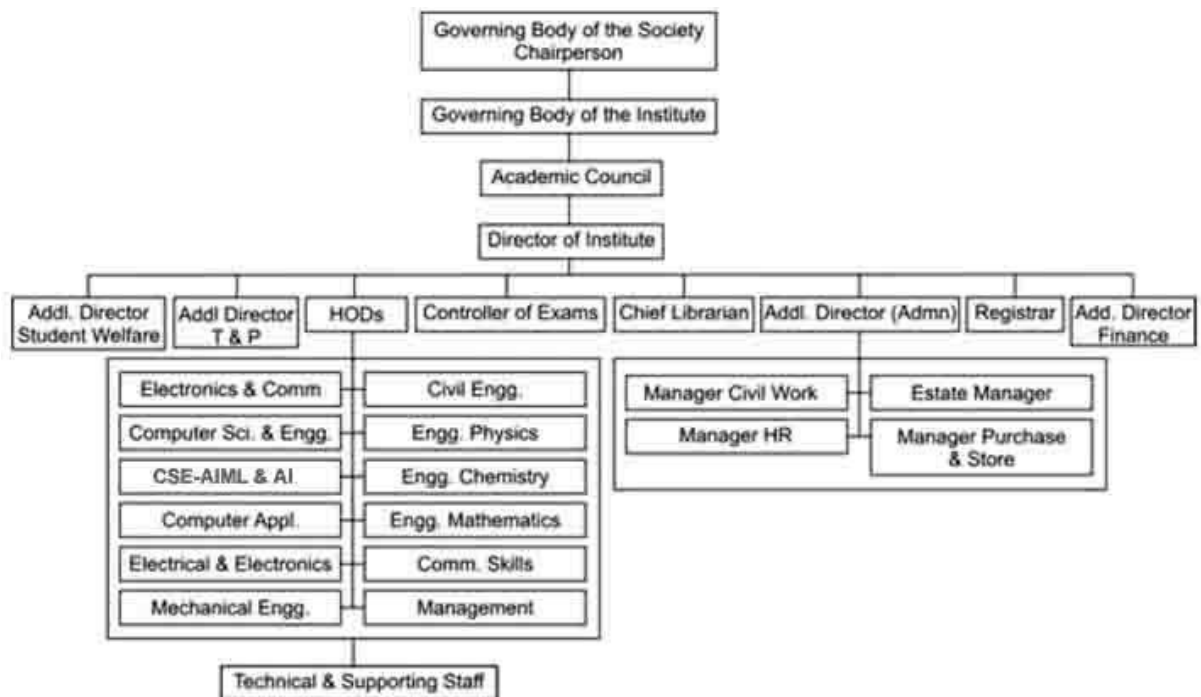 Governing Body of the Society
Chairperson
Governing Body of the Institute
Academic Council
Director of Institute
Addl. Director
Student Welfare
Addl Director
T & P
HODs
Controller of Exams
Chief Librarian
Addl. Director (Admn)
Registrar
Add. Director
Finance
Electronics & Comm
Civil Engg.
Computer Sci. & Engg.
Engg. Physics
CSE-AIML & AI
Engg. Chemistry
Computer Appl.
Engg. Mathematics
Electrical & Electronics
Comm. Skills
Mechanical Engg.
Management
Manager Civil Work
Estate Manager
Manager HR
Manager Purchase
& Store
Technical & Supporting Staff